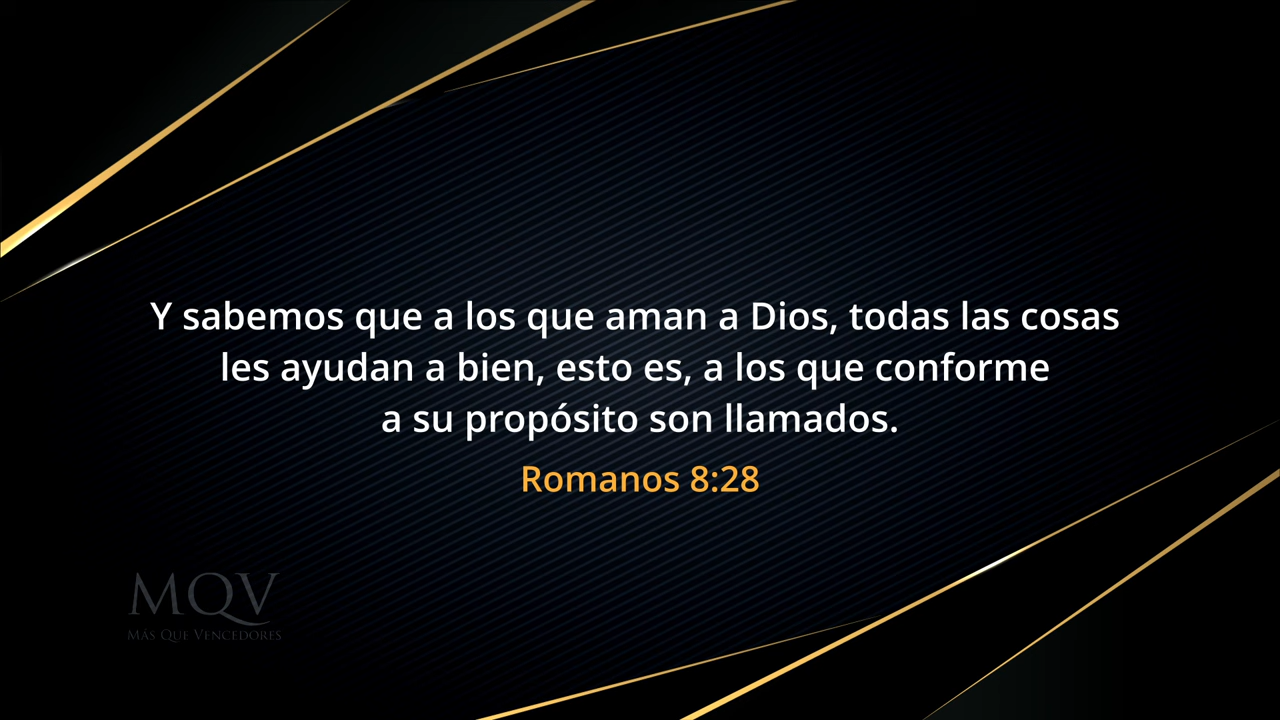 Y sabemos que a los que aman a Dios, todas las cosas
les ayudan a bien, esto es, a los que conforme
a su propósito son llamados.
Romanos 8:28
MQV
Más Que Vencedores